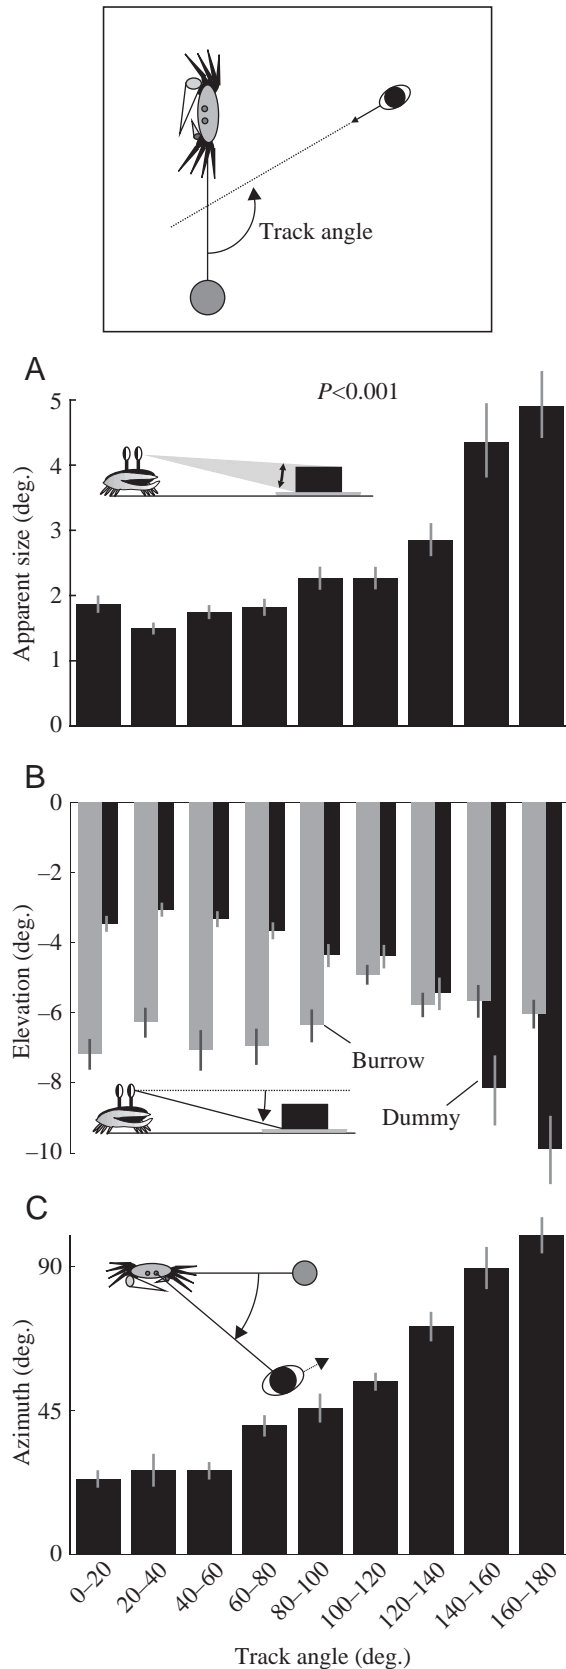 Track angle
A
P<0.001
5
4
3
2
1
0
Apparent size (deg.)
B
0
–2
–4
–6
–8
–10
Elevation (deg.)
Burrow
Dummy
C
90
45
0
Azimuth (deg.)
0–20
20–40
40–60
60–80
80–100
100–120
120–140
140–160
160–180
Track angle (deg.)